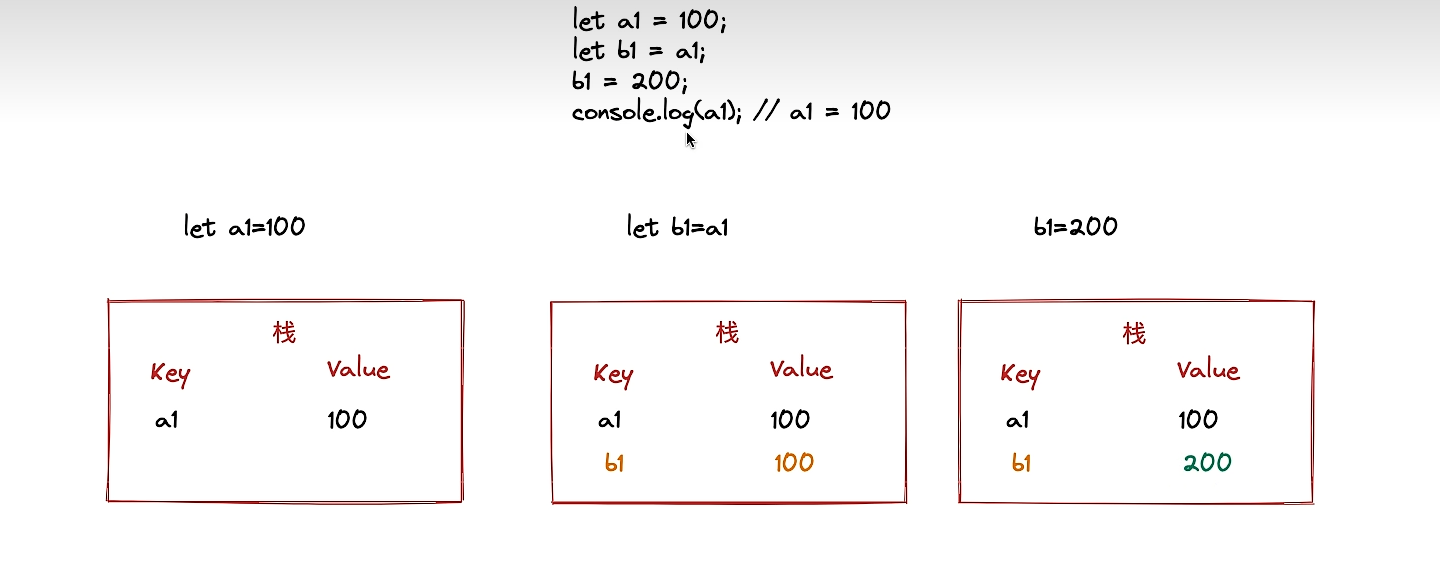 let a1 = 100;
let b1 = a1;
b1 = 200;
console.log(a1); // a1 = 100
let a1=100
let b1=a1
b1=200
栈
Key Value
a1 100
栈
Key Value
a1 100
b1 100
栈
Key Value
a1 100
b1 200